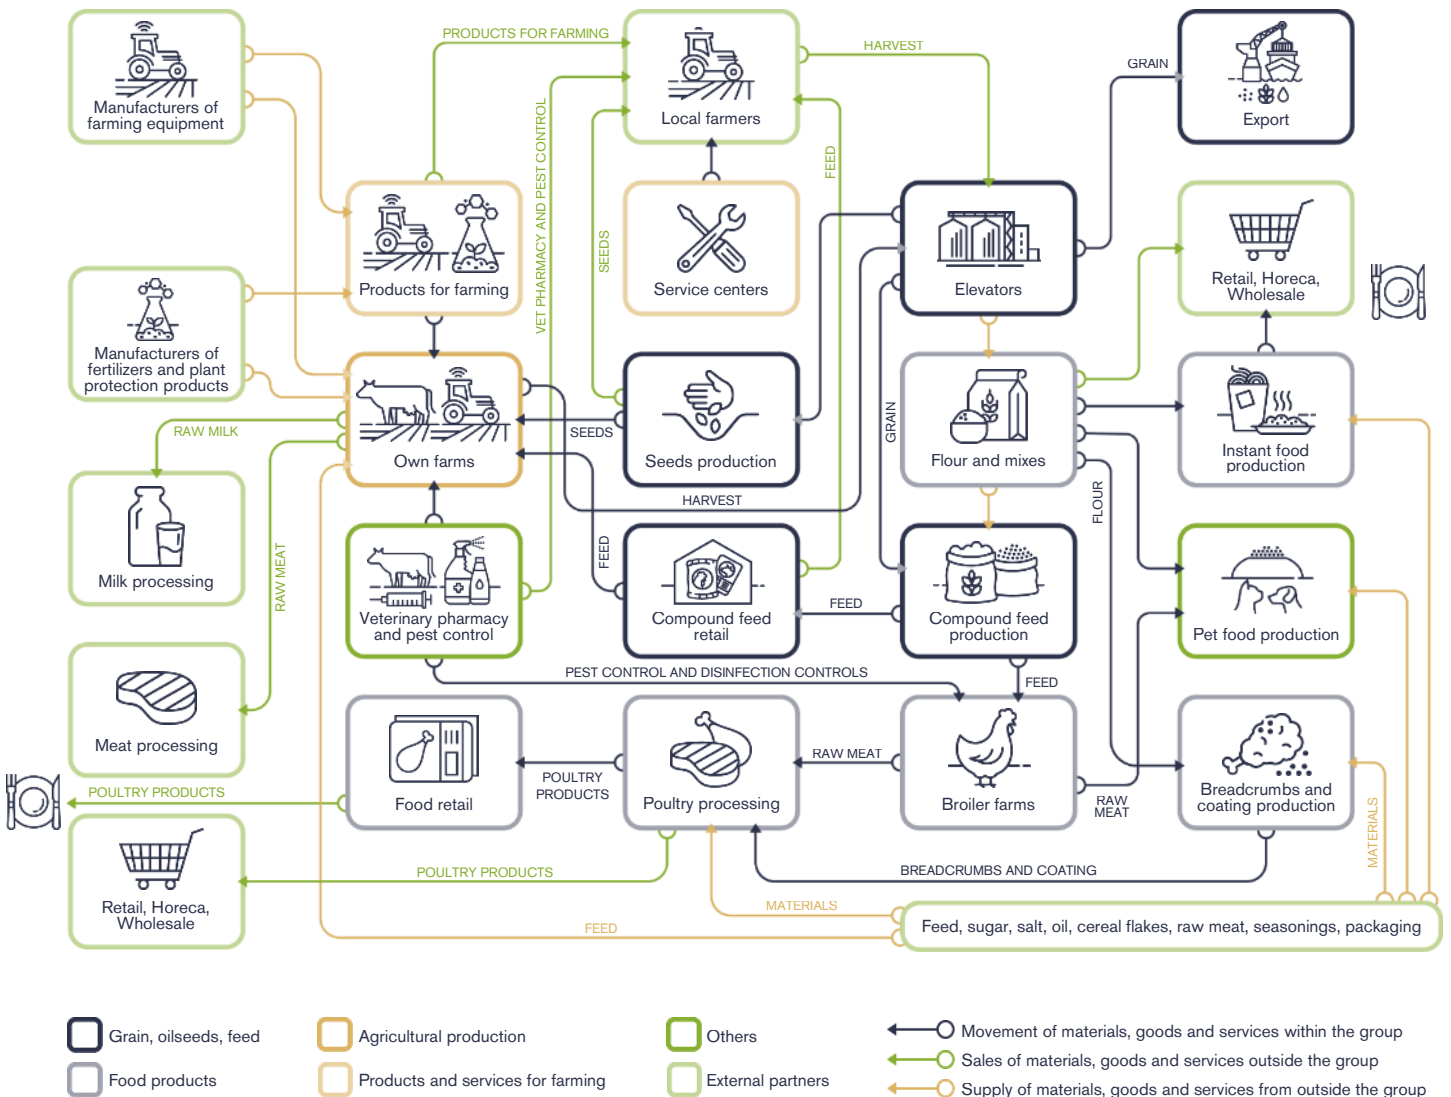 PRODUCTS FOR FARMING
HARVEST
GRAIN
Manufacturers of
farming equipment
Local farmers
Export
VET PHARMACY AND PEST CONTROL
FEED
SEEDS
Products for farming
Service centers
Elevators
Retail, Horeca,
Wholesale
Manufacturers of
fertilizers and plant
protection products
RAW MILK
SEEDS
GRAIN
Own farms
Seeds production
Flour and mixes
Instant food
production
HARVEST
FLOUR
RAW MEAT
FEED
Milk processing
Veterinary pharmacy
and pest control
Compound feed
retail
FEED
Compound feed
production
Pet food production
PEST CONTROL AND DISINFECTION CONTROLS
FEED
Meat processing
RAW MEAT
POULTRY
PRODUCTS
POULTRY PRODUCTS
Food retail
Poultry processing
Broiler farms
RAW
MEAT
Breadcrumbs and
coating production
MATERIALS
POULTRY PRODUCTS
BREADCRUMBS AND COATING
Retail, Horeca,
Wholesale
MATERIALS
FEED
Feed, sugar, salt, oil, cereal flakes, raw meat, seasonings, packaging
Grain, oilseeds, feed
Agricultural production
Others
Movement of materials, goods and services within the group
Food products
Products and services for farming
External partners
Sales of materials, goods and services outside the group
Supply of materials, goods and services from outside the group